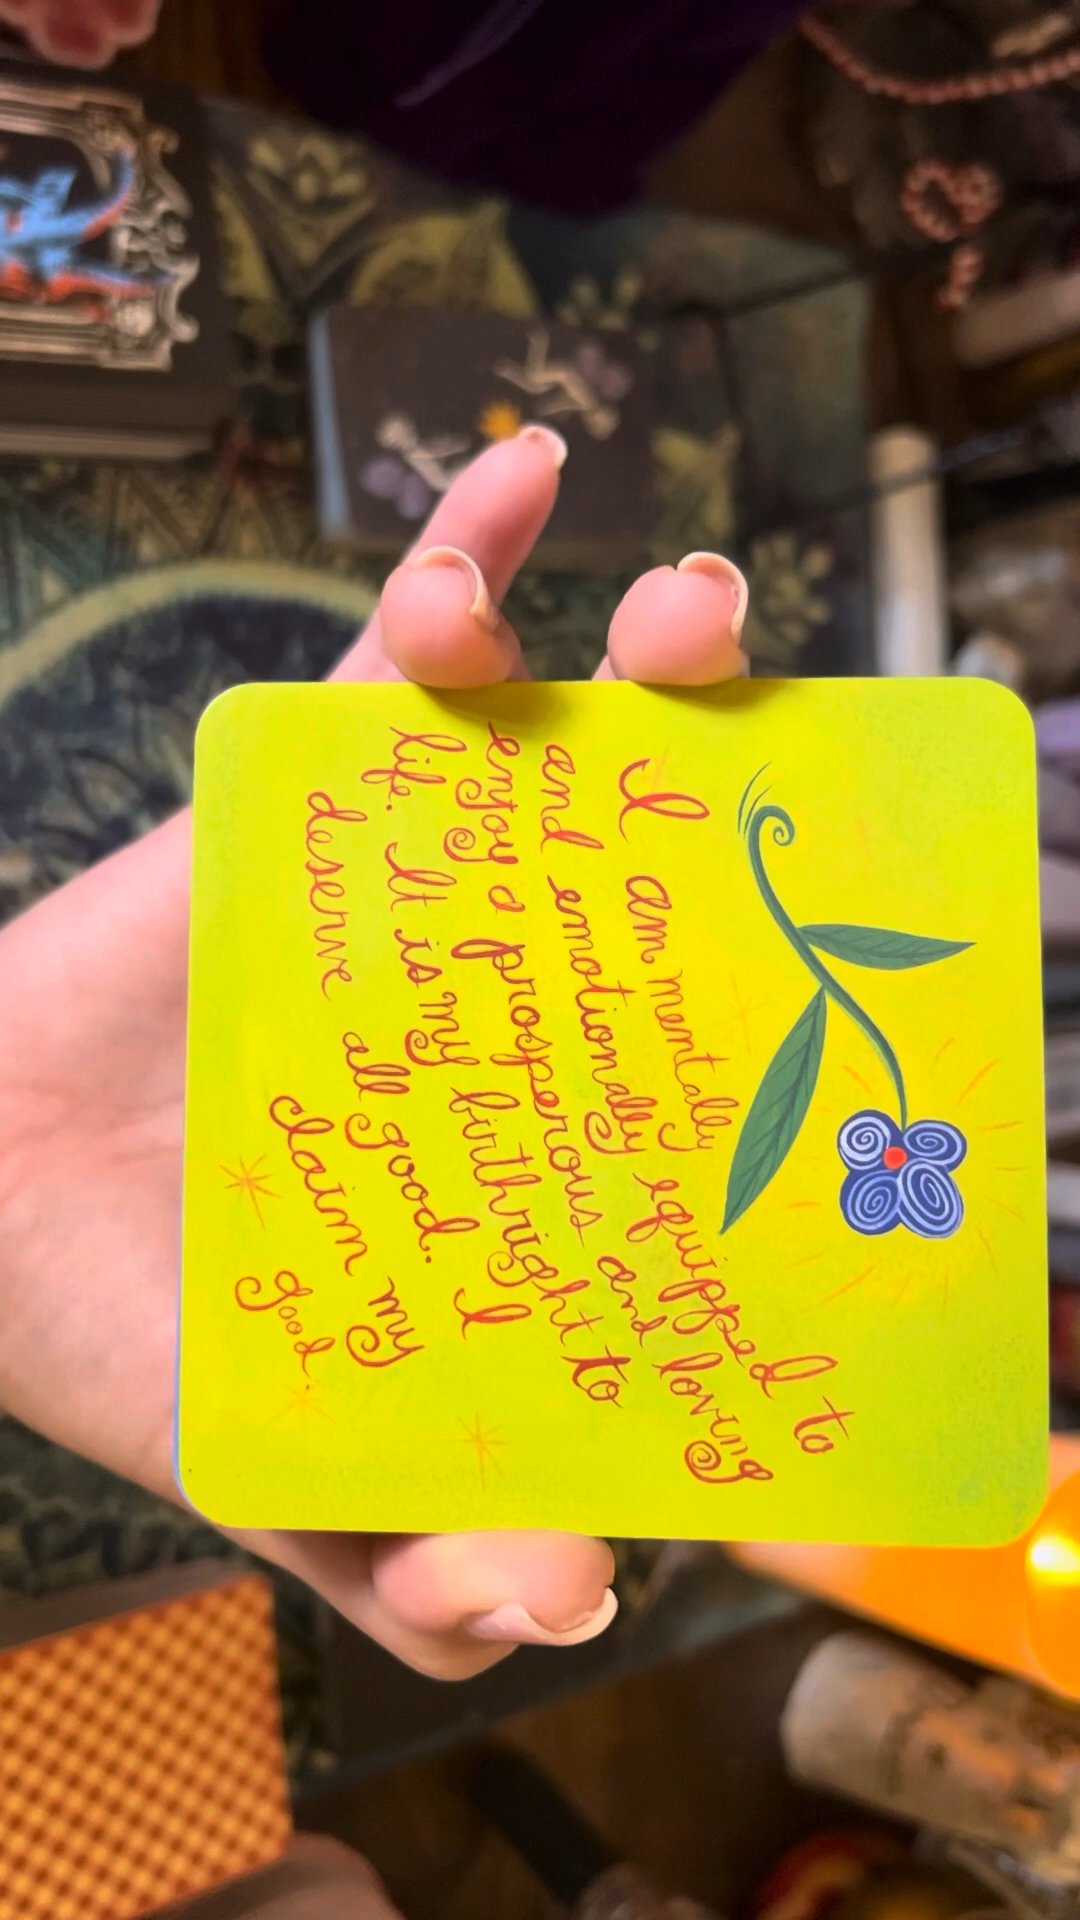 I am mentally equipped to
and emotionally and loving
enjoy a prosperous
life. It is my birthright to
deserve all good. I
claim my
good.